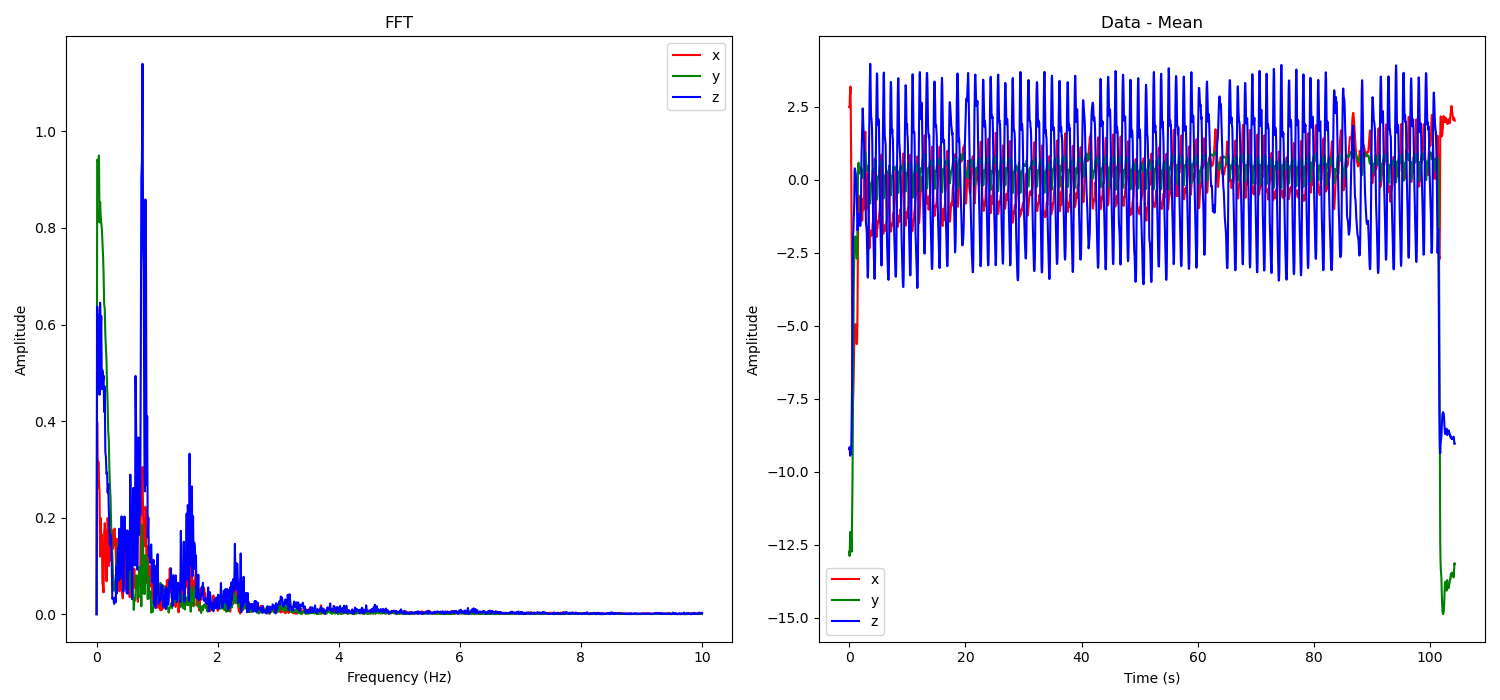 FFT
x
y
z
1.0
0.8
0.6
0.4
0.2
0.0
Amplitude
0 2 4 6 8 10
Frequency (Hz)
Data - Mean
2.5
0.0
−2.5
−5.0
−7.5
−10.0
−12.5
−15.0
Amplitude
x
y
z
0 20 40 60 80 100
Time (s)